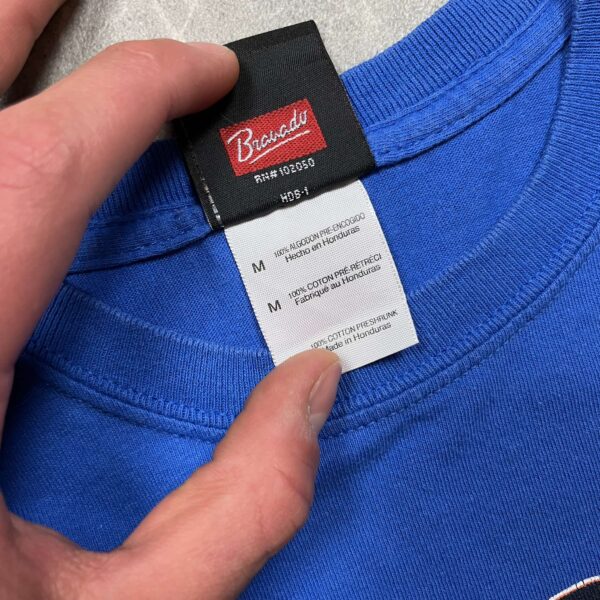 Bravado
RN#102050
HDS-1
100% ALGODON PRE-ENCOGIDO
M Hecho en Honduras
100% COTON PRÉ-RÉTRÉCI
M Fabriqué au Honduras
100% COTTON PRESHRUNK
Made in Honduras